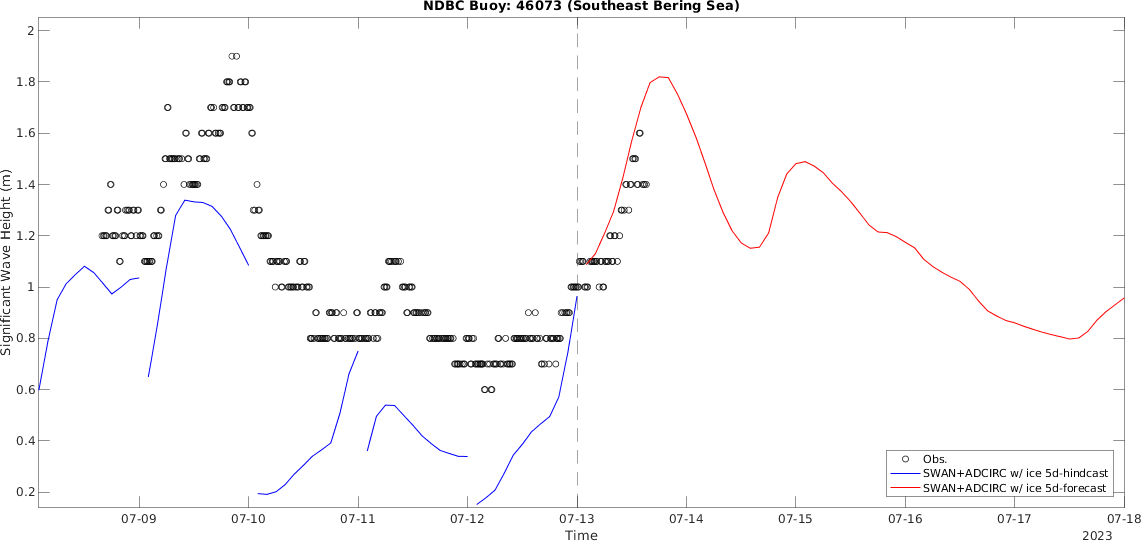 NDBC Buoy: 46073 (Southeast Bering Sea)
2
1.8
1.6
1.4
1.2
1
0.8
0.6
0.4
0.2
Significant Wave Height (m)
Obs.
SWAN+ADCIRC w/ ice 5d-hindcast
SWAN+ADCIRC w/ ice 5d-forecast
07-09 07-10 07-11 07-12 07-13 07-14 07-15 07-16 07-17 07-18
Time
2023